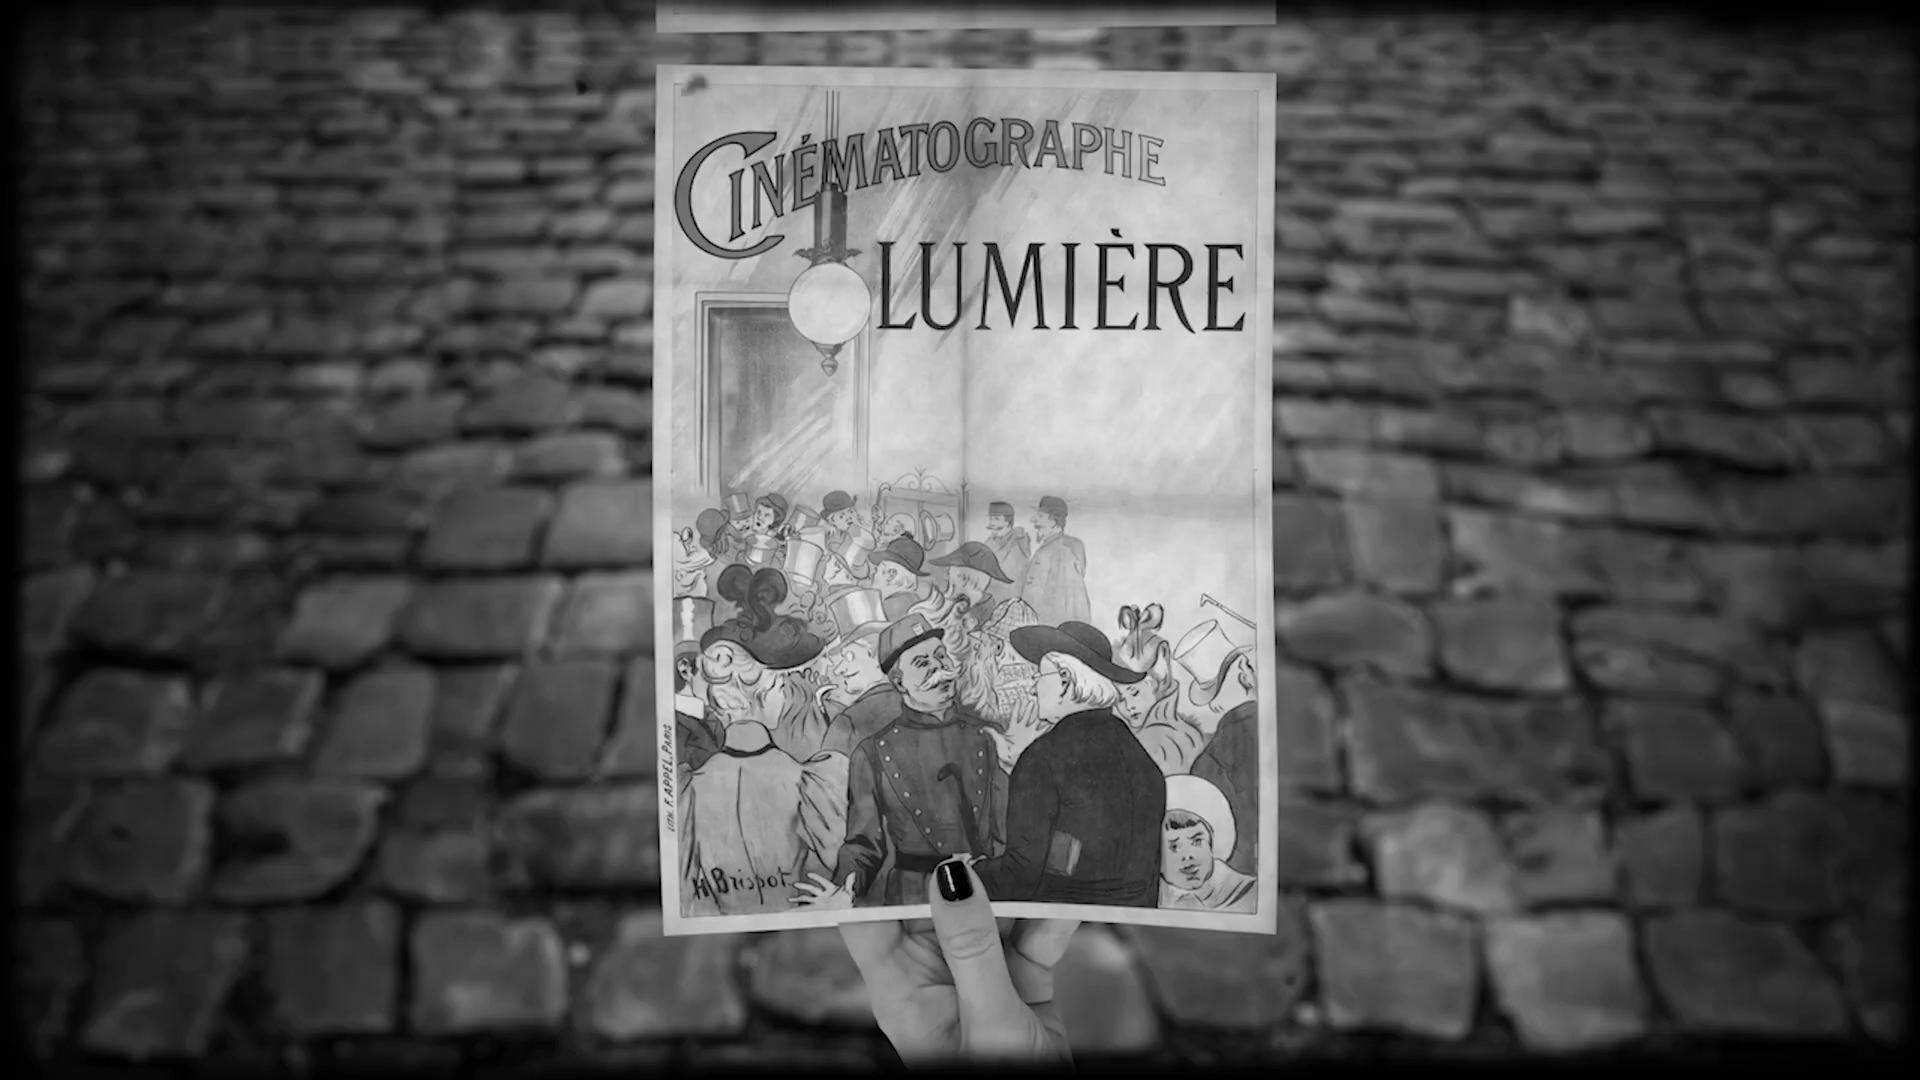 CINÉMATOGRAPHE
LUMIÈRE
LITH. F. APPEL, PARIS
H. Brispot